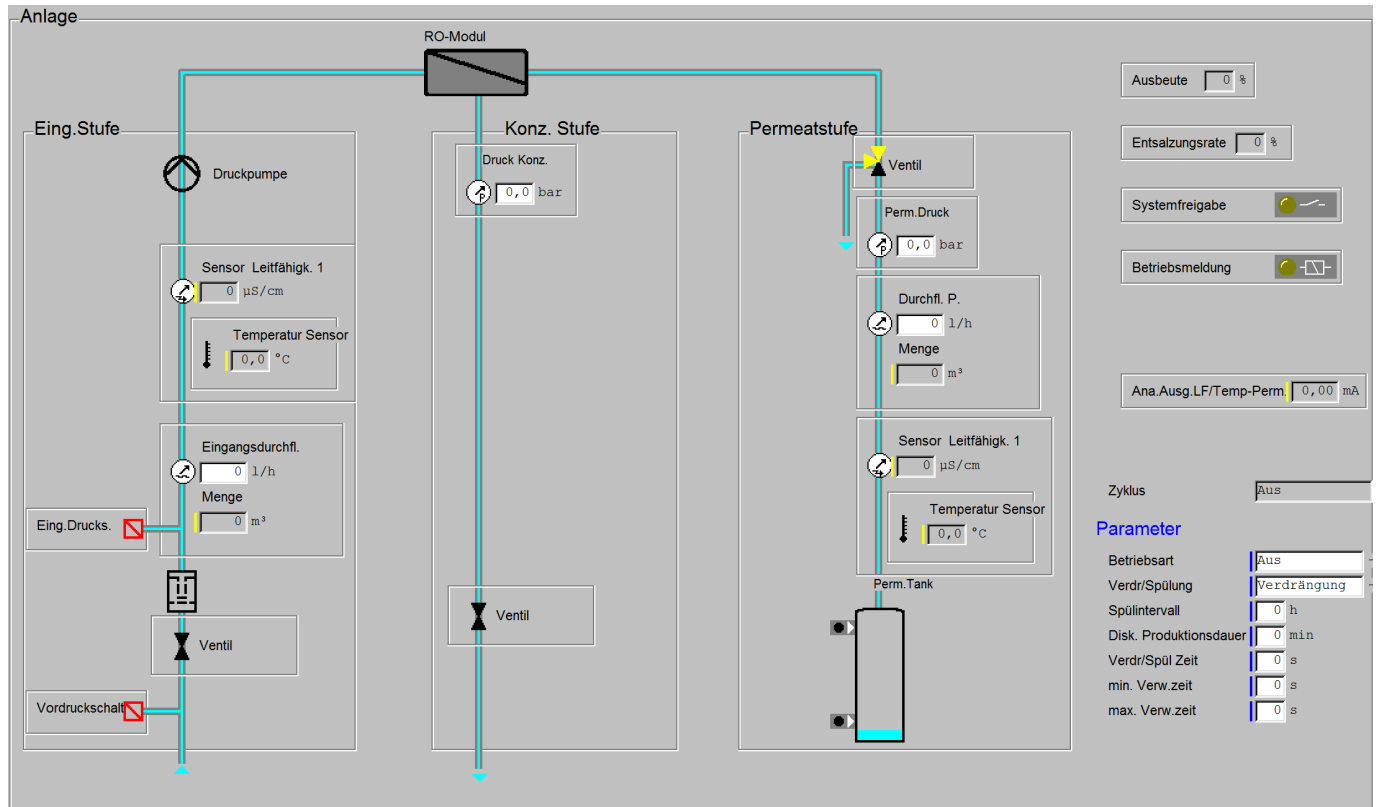 Anlage
RO-Modul
Eing.Stufe
Druckpumpe
Sensor Leitfähigk. 1
0 µS/cm
Temperatur Sensor
0,0 °C
Eingangsdurchfl.
0 l/h
Menge
0 m³
Eing.Drucks.
Ventil
Vordruckschalt
Konz. Stufe
Druck Konz.
P
0,0 bar
Ventil
Permeatstufe
Ventil
Perm.Druck
P
0,0 bar
Durchfl. P.
0 l/h
Menge
0 m³
Sensor Leitfähigk. 1
0 µS/cm
Temperatur Sensor
0,0 °C
Perm.Tank
Ausbeute 0 %
Entsalzungsrate 0 %
Systemfreigabe
Betriebsmeldung
Ana.Ausg.LF/Temp-Perm. 0,00 mA
Zyklus Aus
Parameter
Betriebsart Aus
Verdr/Spülung Verdrängung
Spülintervall 0 h
Disk. Produktionsdauer 0 min
Verdr/Spül Zeit 0 s
min. Verw.zeit 0 s
max. Verw.zeit 0 s